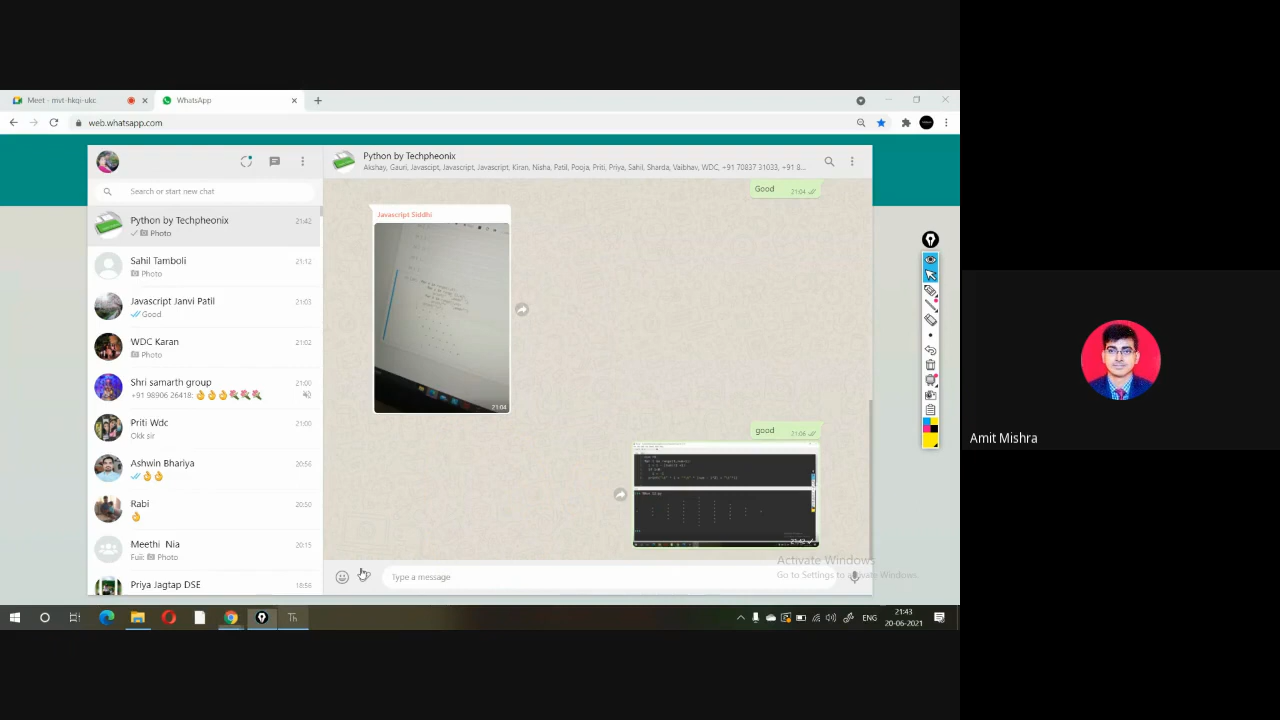 Meet - mvt-hkqi-ukc
WhatsApp
web.whatsapp.com
Python by Techpheonix
Akshay, Gauri, Javascipt, Javascript, Javascript, Kiran, Nisha, Patil, Pooja, Priti, Priya, Sahil, Sharda, Vaibhav, WDC, +91 70837 31033, +91 8...
Search or start new chat
Good 21:04
Python by Techpheonix 21:42
Photo
Sahil Tamboli 21:12
Photo
Javascript Janvi Patil 21:03
Good
WDC Karan 21:02
Photo
Shri samarth group 21:00
+91 98906 26418: 👌👌👌🌹🌹🌹
Priti Wdc 21:00
Okk sir
Ashwin Bhariya 20:56
👌👌
Rabi 20:50
👌
Meethi Nia 20:15
Photo
Priya Jagtap DSE 18:56
Javascript Siddhi
21:04
good 21:06
21:42
Type a message
Activate Windows
Go to Settings to activate Windows.
Amit Mishra
Th
ENG
21:43
20-06-2021